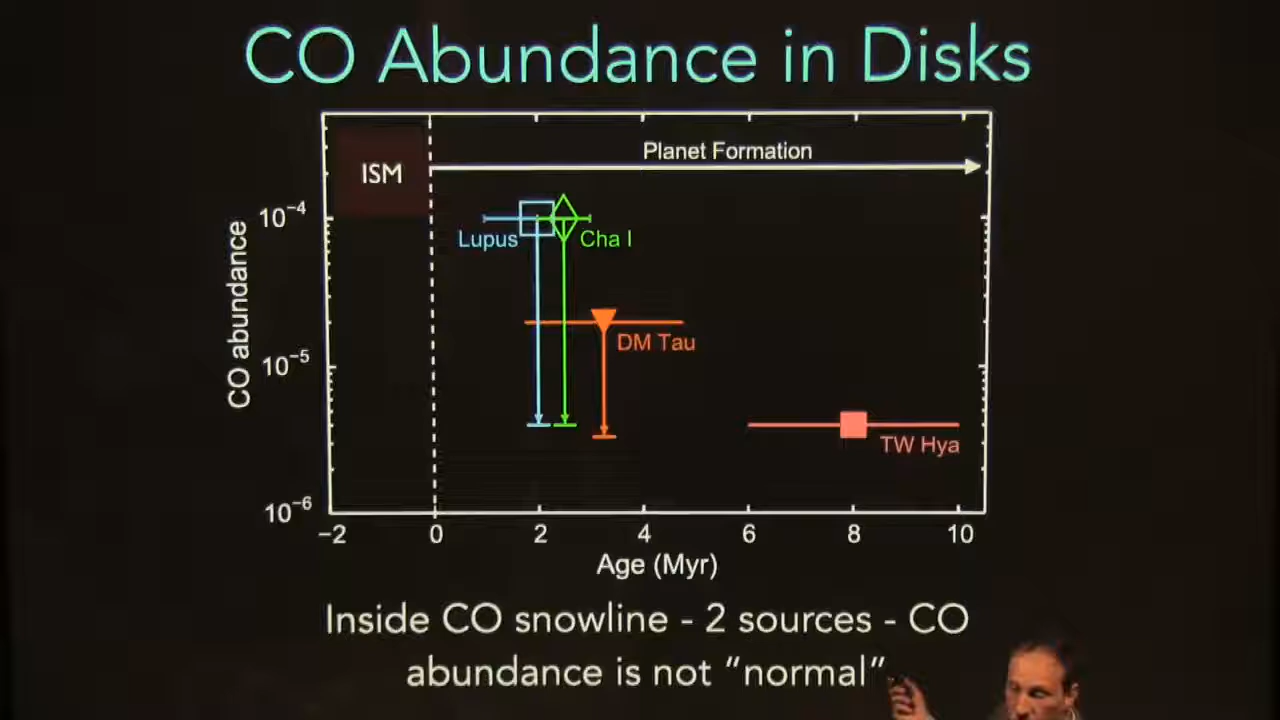 CO Abundance in Disks
Planet Formation
ISM
10⁻⁴
Lupus
Cha I
CO abundance
DM Tau
10⁻⁵
TW Hya
10⁻⁶
−2 0 2 4 6 8 10
Age (Myr)
Inside CO snowline - 2 sources - CO
abundance is not “normal”